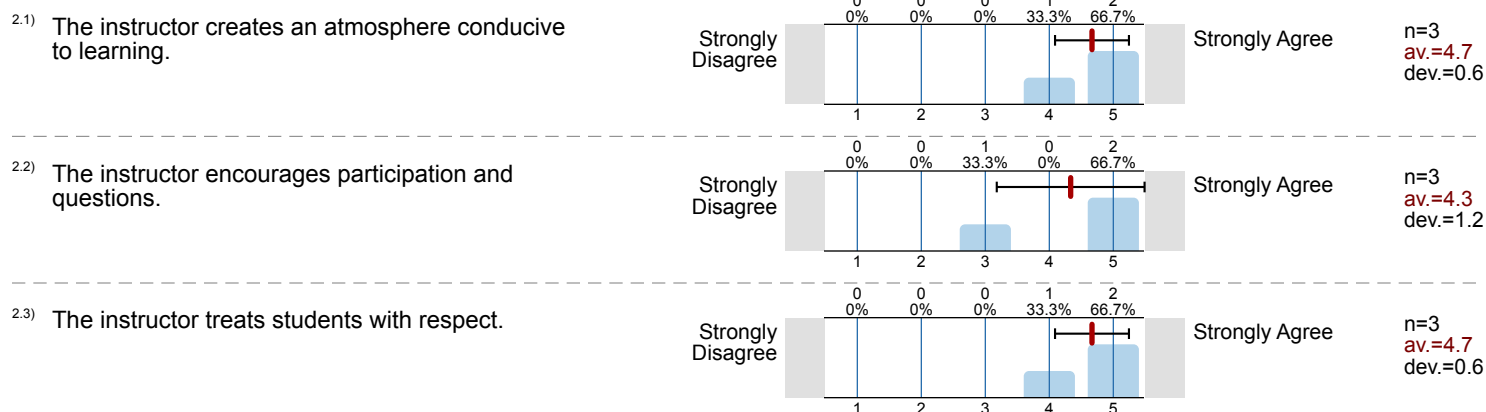 0 0 0 1 2
0% 0% 0% 33.3% 66.7%
2.1) The instructor creates an atmosphere conducive
to learning.
Strongly
Disagree
Strongly Agree
n=3
av.=4.7
dev.=0.6
1 2 3 4 5
0 0 1 0 2
0% 0% 33.3% 0% 66.7%
2.2) The instructor encourages participation and
questions.
Strongly
Disagree
Strongly Agree
n=3
av.=4.3
dev.=1.2
1 2 3 4 5
0 0 0 1 2
0% 0% 0% 33.3% 66.7%
2.3) The instructor treats students with respect.
Strongly
Disagree
Strongly Agree
n=3
av.=4.7
dev.=0.6
1 2 3 4 5